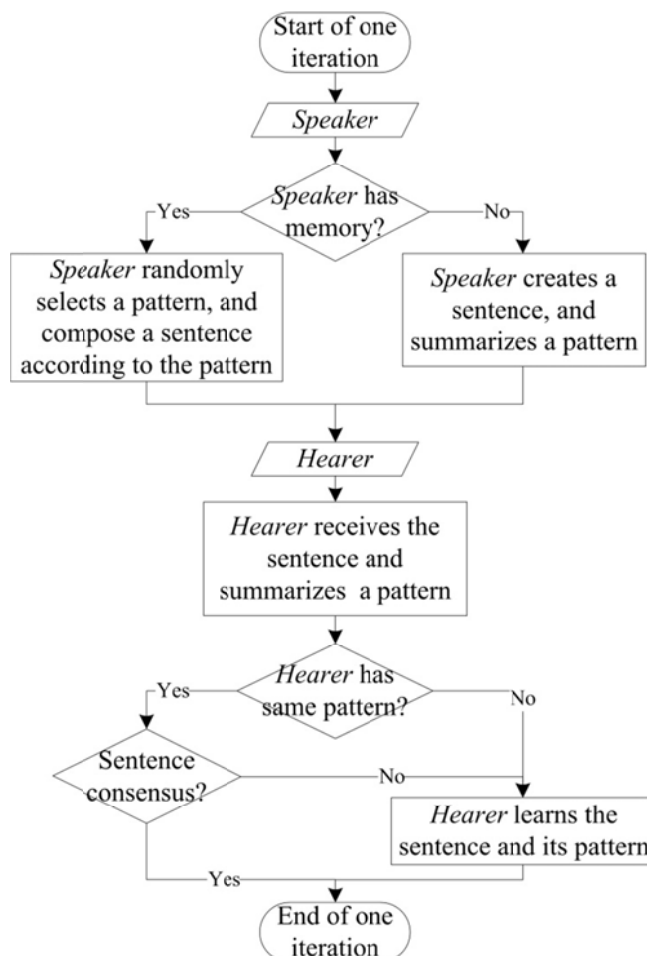 Start of one
iteration
Speaker
Speaker has
memory?
Yes
No
Speaker randomly
selects a pattern, and
compose a sentence
according to the pattern
Speaker creates a
sentence, and
summarizes a pattern
Hearer
Hearer receives the
sentence and
summarizes a pattern
Hearer has
same pattern?
Yes
No
Sentence
consensus?
No
Hearer learns the
sentence and its pattern
Yes
End of one
iteration